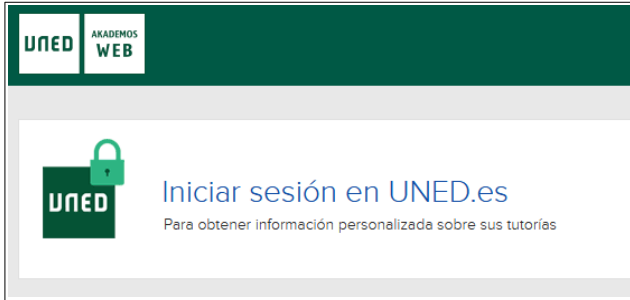 UNED
AKADEMOS
WEB
UNED
Iniciar sesión en UNED.es
Para obtener información personalizada sobre sus tutorías